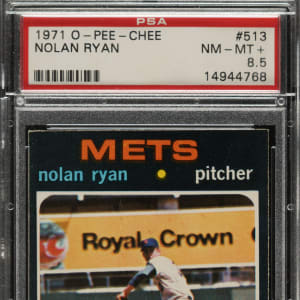 PSA
1971 O-PEE-CHEE #513
NOLAN RYAN NM-MT+
8.5
14944768
METS
nolan ryan pitcher
Royal Crown